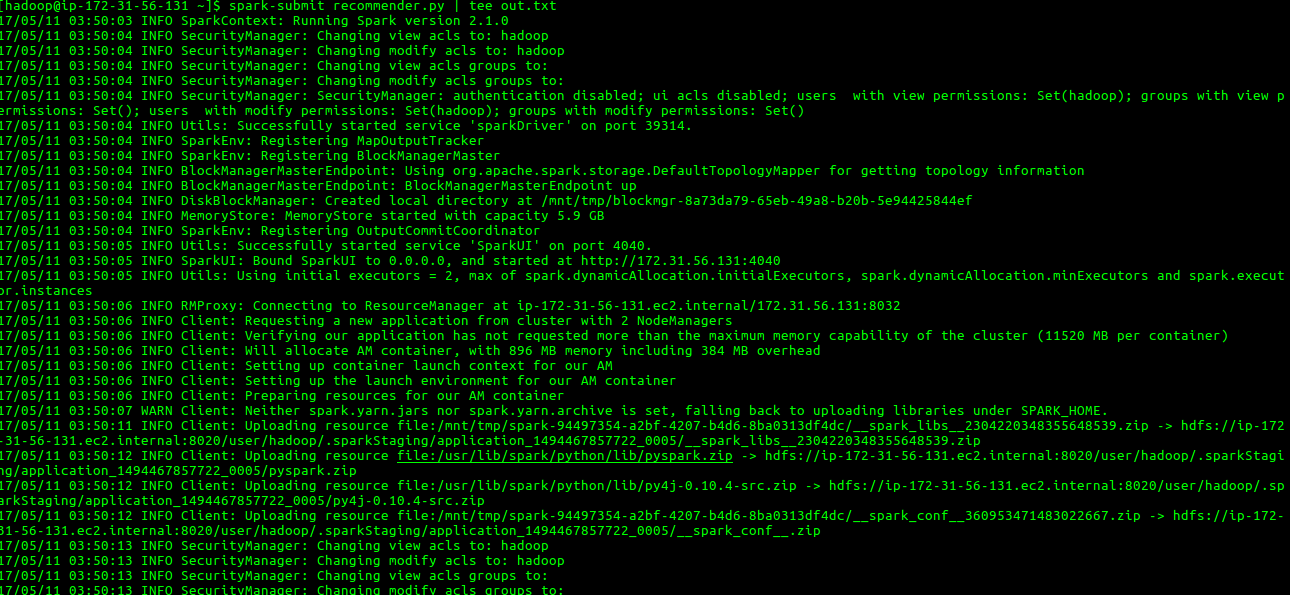 [hadoop@ip-172-31-56-131 ~]$ spark-submit recommender.py | tee out.txt
17/05/11 03:50:03 INFO SparkContext: Running Spark version 2.1.0
17/05/11 03:50:04 INFO SecurityManager: Changing view acls to: hadoop
17/05/11 03:50:04 INFO SecurityManager: Changing modify acls to: hadoop
17/05/11 03:50:04 INFO SecurityManager: Changing view acls groups to:
17/05/11 03:50:04 INFO SecurityManager: Changing modify acls groups to:
17/05/11 03:50:04 INFO SecurityManager: SecurityManager: authentication disabled; ui acls disabled; users  with view permissions: Set(hadoop); groups with view p
ermissions: Set(); users  with modify permissions: Set(hadoop); groups with modify permissions: Set()
17/05/11 03:50:04 INFO Utils: Successfully started service 'sparkDriver' on port 39314.
17/05/11 03:50:04 INFO SparkEnv: Registering MapOutputTracker
17/05/11 03:50:04 INFO SparkEnv: Registering BlockManagerMaster
17/05/11 03:50:04 INFO BlockManagerMasterEndpoint: Using org.apache.spark.storage.DefaultTopologyMapper for getting topology information
17/05/11 03:50:04 INFO BlockManagerMasterEndpoint: BlockManagerMasterEndpoint up
17/05/11 03:50:04 INFO DiskBlockManager: Created local directory at /mnt/tmp/blockmgr-8a73da79-65eb-49a8-b20b-5e94425844ef
17/05/11 03:50:04 INFO MemoryStore: MemoryStore started with capacity 5.9 GB
17/05/11 03:50:04 INFO SparkEnv: Registering OutputCommitCoordinator
17/05/11 03:50:05 INFO Utils: Successfully started service 'SparkUI' on port 4040.
17/05/11 03:50:05 INFO SparkUI: Bound SparkUI to 0.0.0.0, and started at http://172.31.56.131:4040
17/05/11 03:50:05 INFO Utils: Using initial executors = 2, max of spark.dynamicAllocation.initialExecutors, spark.dynamicAllocation.minExecutors and spark.execut
or.instances
17/05/11 03:50:06 INFO RMProxy: Connecting to ResourceManager at ip-172-31-56-131.ec2.internal/172.31.56.131:8032
17/05/11 03:50:06 INFO Client: Requesting a new application from cluster with 2 NodeManagers
17/05/11 03:50:06 INFO Client: Verifying our application has not requested more than the maximum memory capability of the cluster (11520 MB per container)
17/05/11 03:50:06 INFO Client: Will allocate AM container, with 896 MB memory including 384 MB overhead
17/05/11 03:50:06 INFO Client: Setting up container launch context for our AM
17/05/11 03:50:06 INFO Client: Setting up the launch environment for our AM container
17/05/11 03:50:06 INFO Client: Preparing resources for our AM container
17/05/11 03:50:07 WARN Client: Neither spark.yarn.jars nor spark.yarn.archive is set, falling back to uploading libraries under SPARK_HOME.
17/05/11 03:50:11 INFO Client: Uploading resource file:/mnt/tmp/spark-94497354-a2bf-4207-b4d6-8ba0313df4dc/__spark_libs__2304220348355648539.zip -> hdfs://ip-172
-31-56-131.ec2.internal:8020/user/hadoop/.sparkStaging/application_1494467857722_0005/__spark_libs__2304220348355648539.zip
17/05/11 03:50:12 INFO Client: Uploading resource file:/usr/lib/spark/python/lib/pyspark.zip -> hdfs://ip-172-31-56-131.ec2.internal:8020/user/hadoop/.sparkStagi
ng/application_1494467857722_0005/pyspark.zip
17/05/11 03:50:12 INFO Client: Uploading resource file:/usr/lib/spark/python/lib/py4j-0.10.4-src.zip -> hdfs://ip-172-31-56-131.ec2.internal:8020/user/hadoop/.sp
arkStaging/application_1494467857722_0005/py4j-0.10.4-src.zip
17/05/11 03:50:12 INFO Client: Uploading resource file:/mnt/tmp/spark-94497354-a2bf-4207-b4d6-8ba0313df4dc/__spark_conf__360953471483022667.zip -> hdfs://ip-172-
31-56-131.ec2.internal:8020/user/hadoop/.sparkStaging/application_1494467857722_0005/__spark_conf__.zip
17/05/11 03:50:13 INFO SecurityManager: Changing view acls to: hadoop
17/05/11 03:50:13 INFO SecurityManager: Changing modify acls to: hadoop
17/05/11 03:50:13 INFO SecurityManager: Changing view acls groups to:
17/05/11 03:50:13 INFO SecurityManager: Changing modify acls groups to: